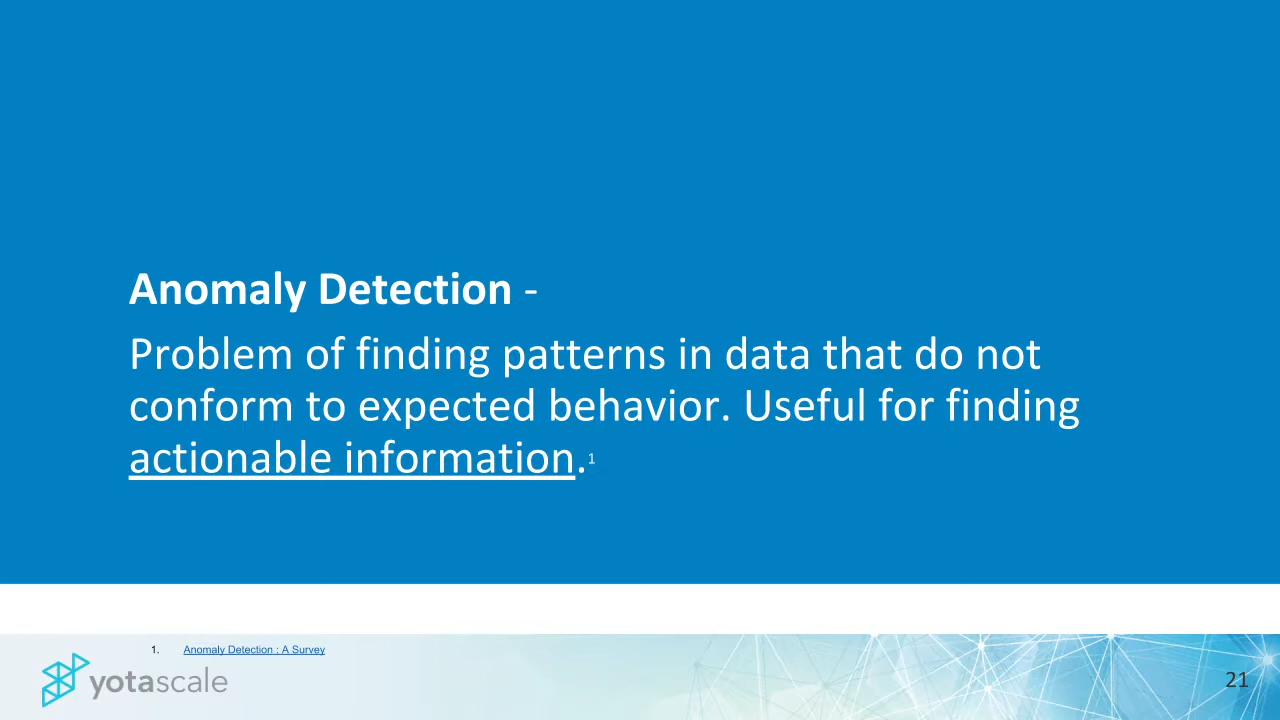 Anomaly Detection -
Problem of finding patterns in data that do not
conform to expected behavior. Useful for finding
actionable information.1
1. Anomaly Detection : A Survey
yotascale
21